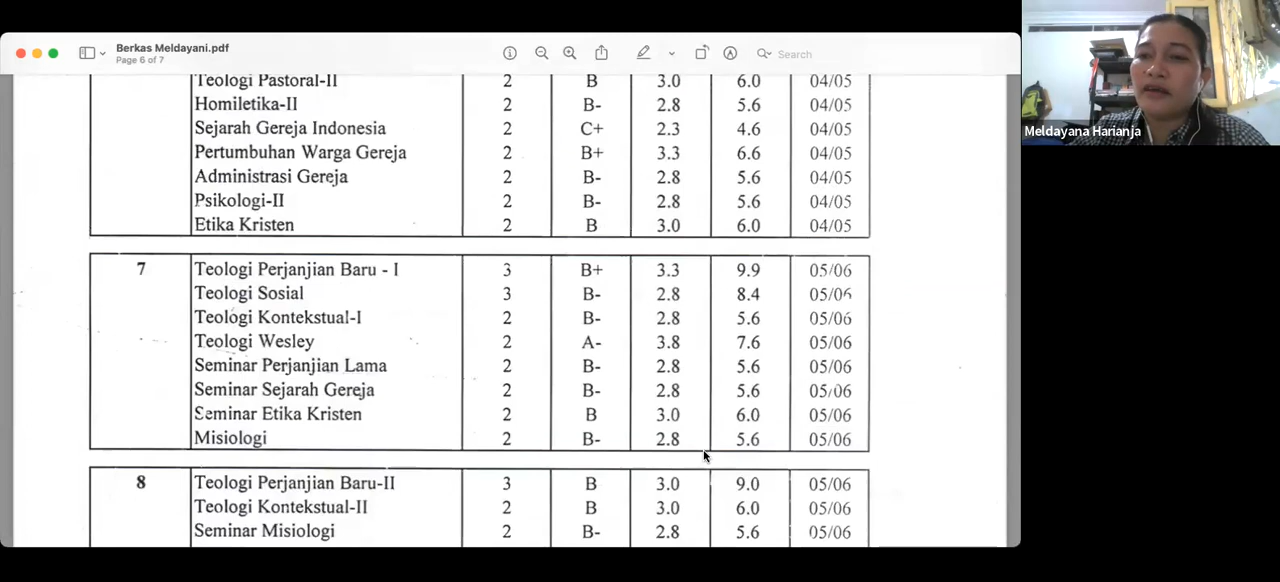 Berkas Meldayani.pdf
Page 6 of 7
Search
Teologi Pastoral-II 2 B 3.0 6.0 04/05
Homiletika-II 2 B- 2.8 5.6 04/05
Sejarah Gereja Indonesia 2 C+ 2.3 4.6 04/05
Pertumbuhan Warga Gereja 2 B+ 3.3 6.6 04/05
Administrasi Gereja 2 B- 2.8 5.6 04/05
Psikologi-II 2 B- 2.8 5.6 04/05
Etika Kristen 2 B 3.0 6.0 04/05
7 Teologi Perjanjian Baru - I 3 B+ 3.3 9.9 05/06
Teologi Sosial 3 B- 2.8 8.4 05/06
Teologi Kontekstual-I 2 B- 2.8 5.6 05/06
Teologi Wesley 2 A- 3.8 7.6 05/06
Seminar Perjanjian Lama 2 B- 2.8 5.6 05/06
Seminar Sejarah Gereja 2 B- 2.8 5.6 05/06
Seminar Etika Kristen 2 B 3.0 6.0 05/06
Misiologi 2 B- 2.8 5.6 05/06
8 Teologi Perjanjian Baru-II 3 B 3.0 9.0 05/06
Teologi Kontekstual-II 2 B 3.0 6.0 05/06
Seminar Misiologi 2 B- 2.8 5.6 05/06
Meldayana Harianja